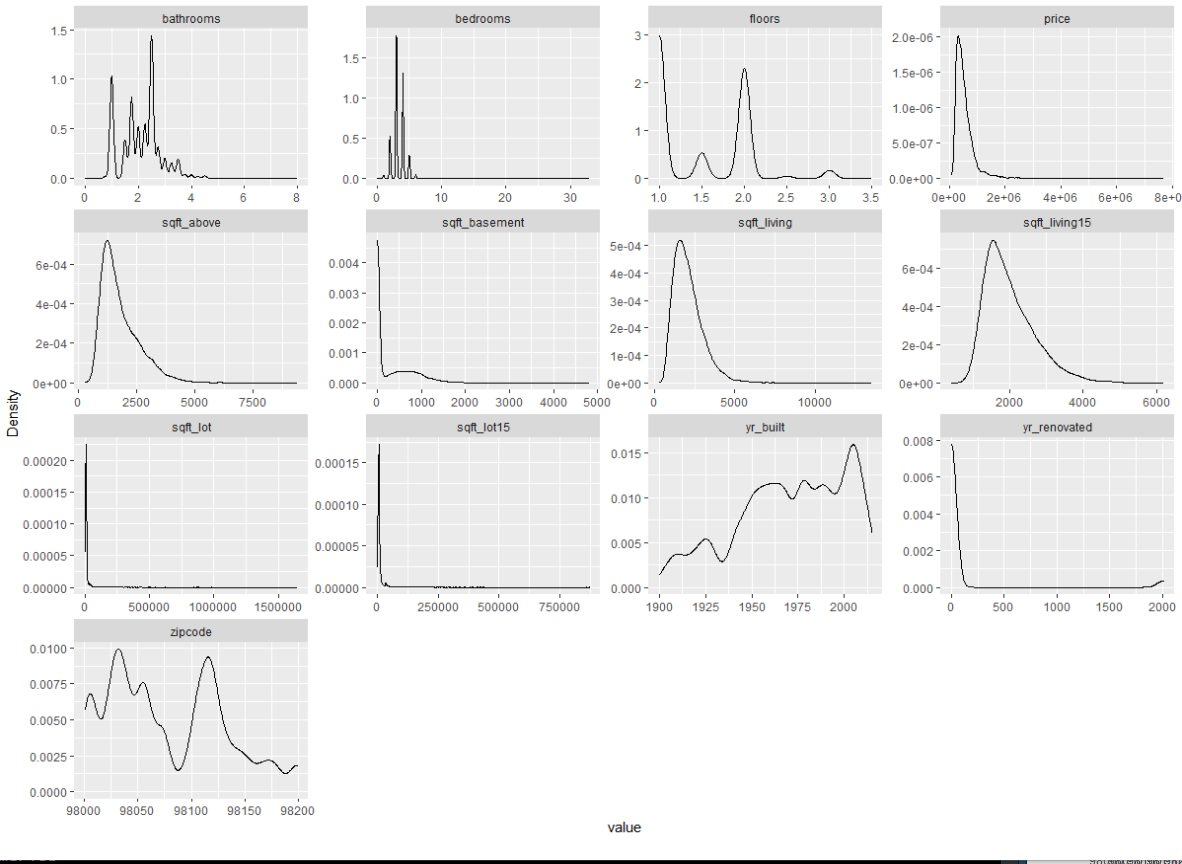 bathrooms bedrooms floors price
1.5 1.0 0.5 0.0
0 2 4 6 8
1.5 1.0 0.5 0.0
0 10 20 30
3 2 1 0
1.0 1.5 2.0 2.5 3.0 3.5
2.0e-06 1.5e-06 1.0e-06 5.0e-07 0.0e+00
0e+00 2e+06 4e+06 6e+06 8e+0
sqft_above sqft_basement sqft_living sqft_living15
6e-04 4e-04 2e-04 0e+00
0 2500 5000 7500
0.004 0.003 0.002 0.001 0.000
0 1000 2000 3000 4000 5000
5e-04 4e-04 3e-04 2e-04 1e-04 0e+00
0 5000 10000
6e-04 4e-04 2e-04 0e+00
2000 4000 6000
Density
sqft_lot sqft_lot15 yr_built yr_renovated
0.00020 0.00015 0.00010 0.00005 0.00000
0 500000 1000000 1500000
0.00015 0.00010 0.00005 0.00000
0 250000 500000 750000
0.015 0.010 0.005 0.000
1900 1925 1950 1975 2000
0.008 0.006 0.004 0.002 0.000
0 500 1000 1500 2000
zipcode
0.0100 0.0075 0.0050 0.0025 0.0000
98000 98050 98100 98150 98200
value